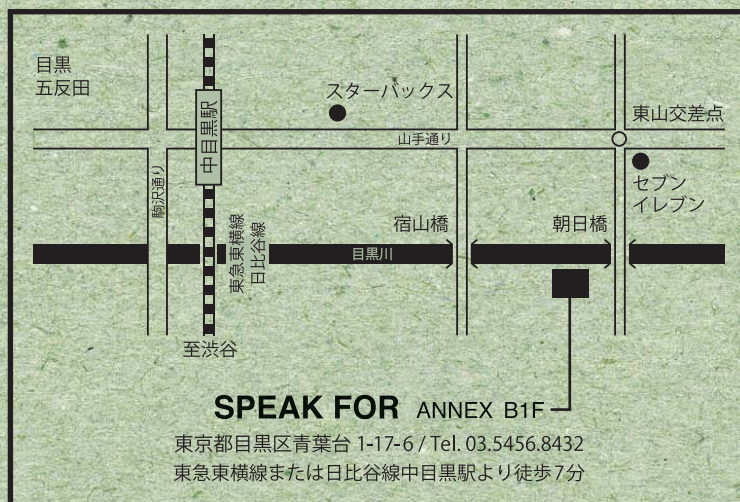 目黒
五反田
スターバックス
東山交差点
中目黒駅
山手通り
セブン
イレブン
駒沢通り
宿山橋
朝日橋
東急東横線
日比谷線
目黒川
至渋谷
SPEAK FOR ANNEX B1F
東京都目黒区青葉台 1-17-6 / Tel. 03.5456.8432
東急東横線または日比谷線中目黒駅より徒歩7分